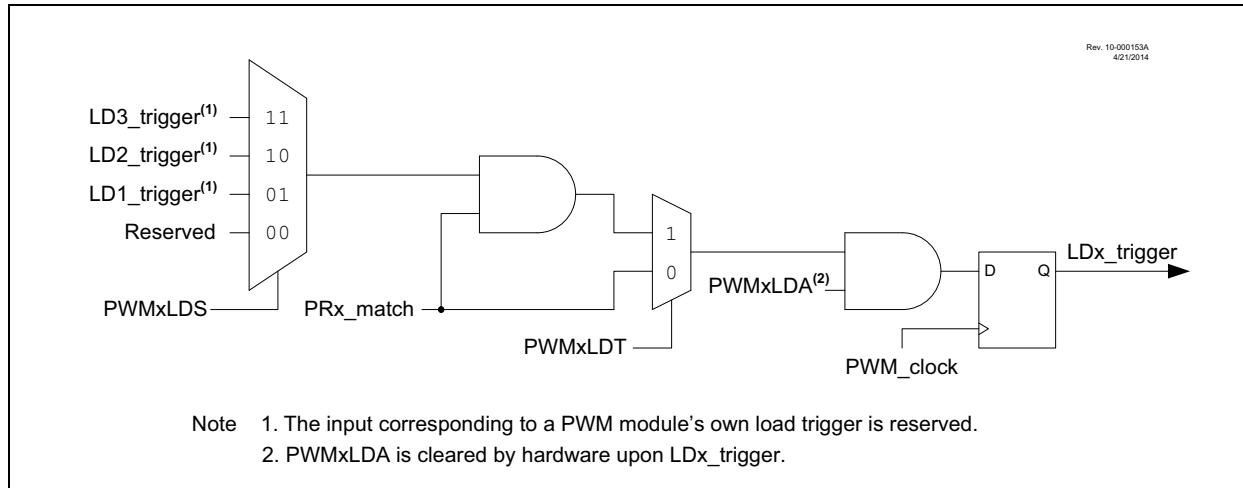 Rev. 10-000153A
4/21/2014
LD3_trigger(1)
11
LD2_trigger(1)
10
LD1_trigger(1)
01
Reserved
00
PWMxLDS
PRx_match
1
0
PWMxLDT
PWMxLDA(2)
D
Q
LDx_trigger
PWM_clock
Note 1. The input corresponding to a PWM module’s own load trigger is reserved.
2. PWMxLDA is cleared by hardware upon LDx_trigger.